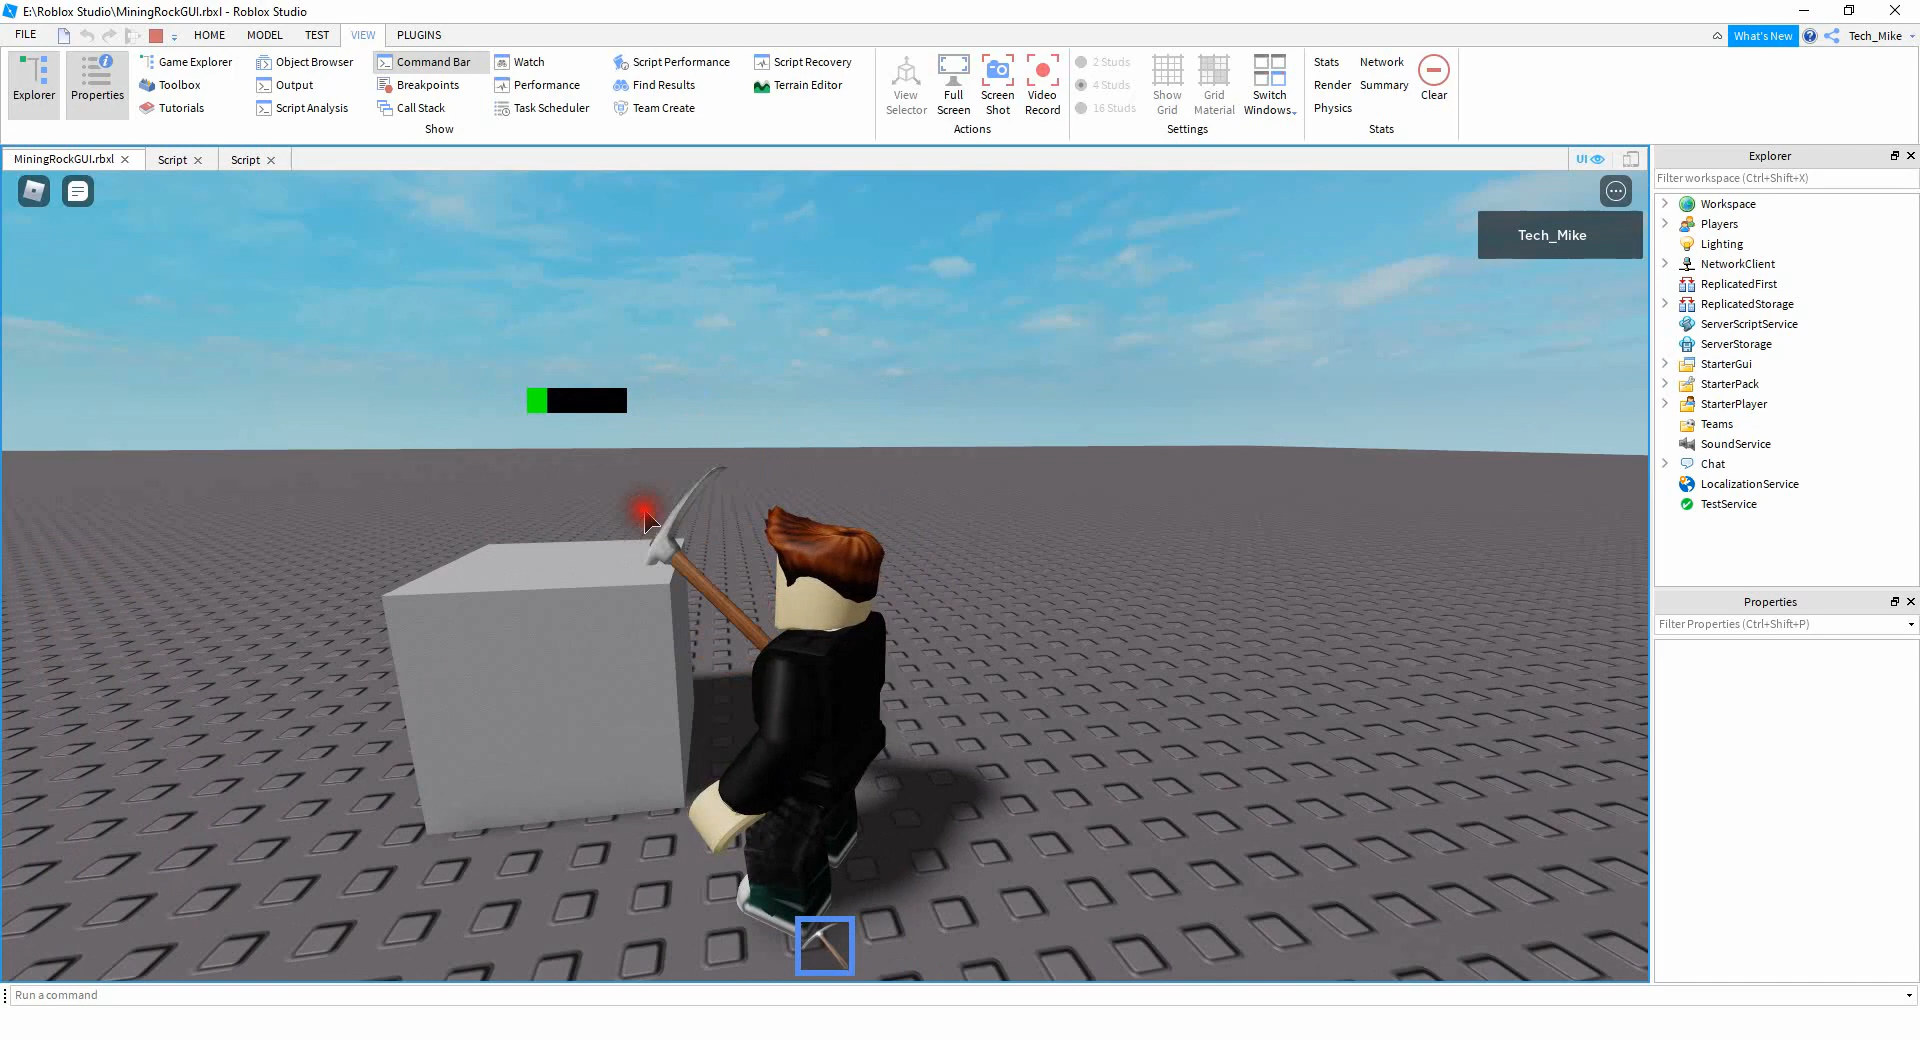 E:\Roblox Studio\MiningRockGUI.rbxl - Roblox Studio
FILE HOME MODEL TEST VIEW PLUGINS What's New Tech_Mike
Explorer
Properties
Game Explorer
Toolbox
Tutorials
Object Browser
Output
Script Analysis
Command Bar
Breakpoints
Call Stack
Watch
Performance
Task Scheduler
Script Performance
Find Results
Team Create
Script Recovery
Terrain Editor
Show
View
Selector
Full
Screen
Screen
Shot
Video
Record
Actions
2 Studs
4 Studs
16 Studs
Show
Grid
Grid
Material
Switch
Windows
Settings
Stats
Render
Physics
Network
Summary
Clear
Stats
MiningRockGUI.rbxl Script Script UI
Tech_Mike
Explorer
Filter workspace (Ctrl+Shift+X)
Workspace
Players
Lighting
NetworkClient
ReplicatedFirst
ReplicatedStorage
ServerScriptService
ServerStorage
StarterGui
StarterPack
StarterPlayer
Teams
SoundService
Chat
LocalizationService
TestService
Properties
Filter Properties (Ctrl+Shift+P)
Run a command